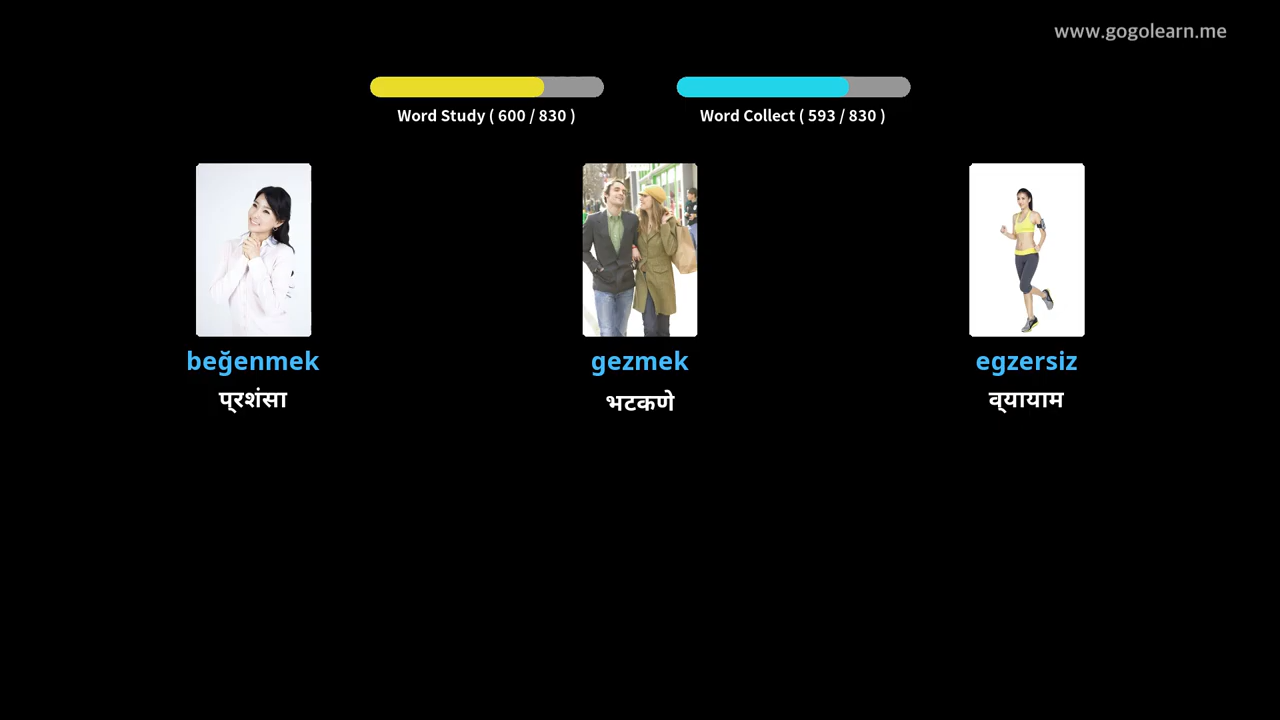 www.gogolearn.me
Word Study ( 600 / 830 )
Word Collect ( 593 / 830 )
beğenmek
gezmek
egzersiz
प्रशंसा
भटकणे
व्यायाम